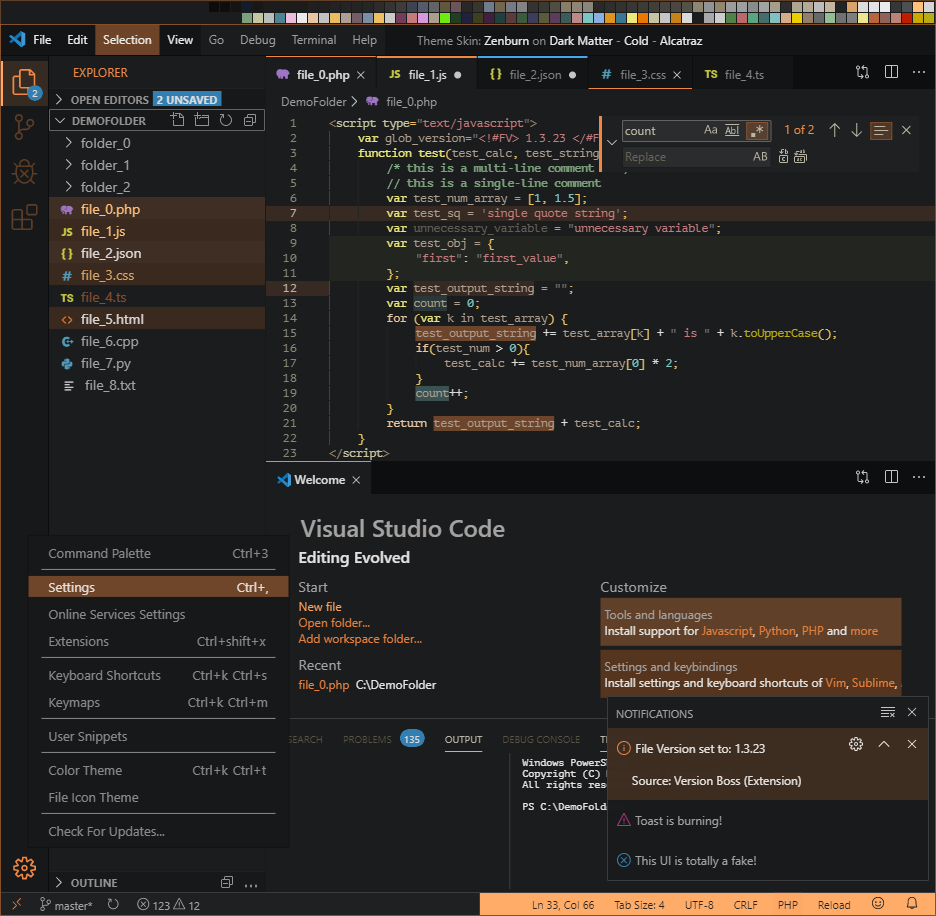 File Edit Selection View Go Debug Terminal Help Theme Skin: Zenburn on Dark Matter - Cold - Alcatraz
2
EXPLORER
OPEN EDITORS 2 UNSAVED
DEMOFOLDER
folder_0
folder_1
folder_2
file_0.php
file_1.js
file_2.json
file_3.css
file_4.ts
file_5.html
file_6.cpp
file_7.py
file_8.txt
file_0.php JS file_1.js {} file_2.json # file_3.css TS file_4.ts
DemoFolder > file_0.php
1 <script type="text/javascript">
2 var glob_version="<!#FV> 1.3.23 </#F
3 function test(test_calc, test_string
4 /* this is a multi-line comment
5 // this is a single-line comment
6 var test_num_array = [1, 1.5];
7 var test_sq = 'single quote string';
8 var unnecessary_variable = "unnecessary variable";
9 var test_obj = {
10 "first": "first_value",
11 };
12 var test_output_string = "";
13 var count = 0;
14 for (var k in test_array) {
15 test_output_string += test_array[k] + " is " + k.toUpperCase();
16 if(test_num > 0){
17 test_calc += test_num_array[0] * 2;
18 }
19 count++;
20 }
21 return test_output_string + test_calc;
22 }
23 </script>
count Aa Abl .* 1 of 2
Replace AB
Welcome
Visual Studio Code
Editing Evolved
Start
New file
Open folder...
Add workspace folder...
Recent
file_0.php C:\DemoFolder
Customize
Tools and languages
Install support for Javascript, Python, PHP and more
Settings and keybindings
Install settings and keyboard shortcuts of Vim, Sublime, .
Command Palette Ctrl+3
Settings Ctrl+,
Online Services Settings
Extensions Ctrl+shift+x
Keyboard Shortcuts Ctrl+k Ctrl+s
Keymaps Ctrl+k Ctrl+m
User Snippets
Color Theme Ctrl+k Ctrl+t
File Icon Theme
Check For Updates...
SEARCH PROBLEMS 135 OUTPUT DEBUG CONSOLE T
Windows PowerS
Copyright (C)
All rights rese
PS C:\DemoFold
NOTIFICATIONS
File Version set to: 1.3.23
Source: Version Boss (Extension)
Toast is burning!
This UI is totally a fake!
OUTLINE
master* 123 12 Ln 33, Col 66 Tab Size: 4 UTF-8 CRLF PHP Reload